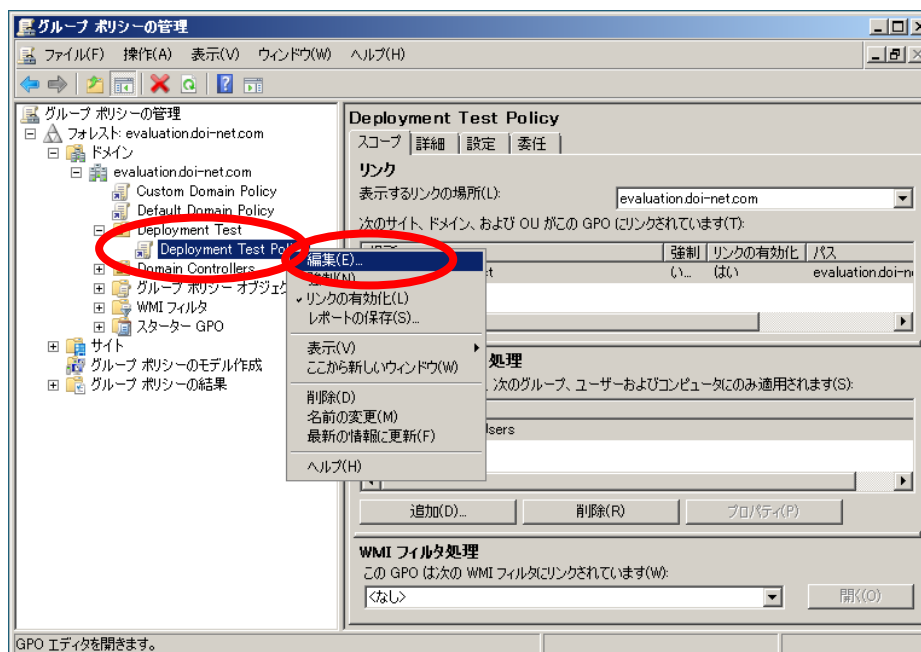 グループ ポリシーの管理
ファイル(F) 操作(A) 表示(V) ウィンドウ(W) ヘルプ(H)
グループ ポリシーの管理
フォレスト: evaluation.doi-net.com
ドメイン
evaluation.doi-net.com
Custom Domain Policy
Default Domain Policy
Deployment Test
Deployment Test Poli
Domain Controllers
グループ ポリシー オブジェク
WMI フィルタ
スターター GPO
サイト
グループ ポリシーのモデル作成
グループ ポリシーの結果
編集(E)...
強制(N)
リンクの有効化(L)
レポートの保存(S)...
表示(V)
ここから新しいウィンドウ(W)
削除(D)
名前の変更(M)
最新の情報に更新(F)
ヘルプ(H)
Deployment Test Policy
スコープ 詳細 設定 委任
リンク
表示するリンクの場所(L): evaluation.doi-net.com
次のサイト、ドメイン、および OU がこの GPO にリンクされています(T):
強制 リンクの有効化 パス
い... はい evaluation.doi-n
処理
次のグループ、ユーザーおよびコンピュータにのみ適用されます(S):
Users
追加(D)... 削除(R) プロパティ(P)
WMI フィルタ処理
この GPO は次の WMI フィルタにリンクされています(W):
<なし> 開く(O)
GPO エディタを開きます。